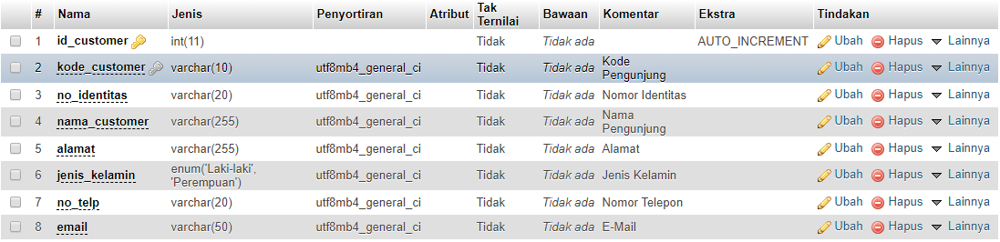 # Nama Jenis Penyortiran Atribut Tak Ternilai Bawaan Komentar Ekstra Tindakan
1 id_customer int(11) Tidak Tidak ada AUTO_INCREMENT Ubah Hapus Lainnya
2 kode_customer varchar(10) utf8mb4_general_ci Tidak Tidak ada Kode Pengunjung Ubah Hapus Lainnya
3 no_identitas varchar(20) utf8mb4_general_ci Tidak Tidak ada Nomor Identitas Ubah Hapus Lainnya
4 nama_customer varchar(255) utf8mb4_general_ci Tidak Tidak ada Nama Pengunjung Ubah Hapus Lainnya
5 alamat varchar(255) utf8mb4_general_ci Tidak Tidak ada Alamat Ubah Hapus Lainnya
6 jenis_kelamin enum('Laki-laki', 'Perempuan') utf8mb4_general_ci Tidak Tidak ada Jenis Kelamin Ubah Hapus Lainnya
7 no_telp varchar(20) utf8mb4_general_ci Tidak Tidak ada Nomor Telepon Ubah Hapus Lainnya
8 email varchar(50) utf8mb4_general_ci Tidak Tidak ada E-Mail Ubah Hapus Lainnya